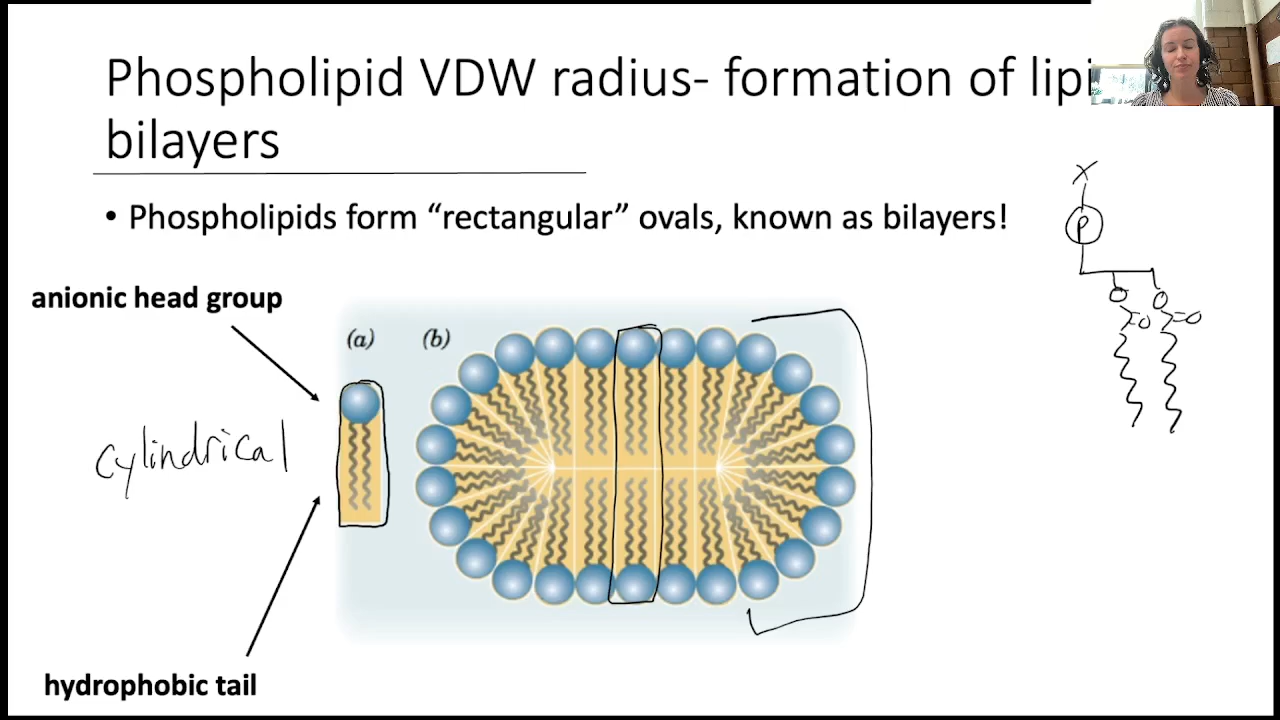 Phospholipid VDW radius- formation of lipi
bilayers
• Phospholipids form “rectangular” ovals, known as bilayers!
anionic head group
(a)
(b)
cylindrical
hydrophobic tail
X
P
O O
=O =O